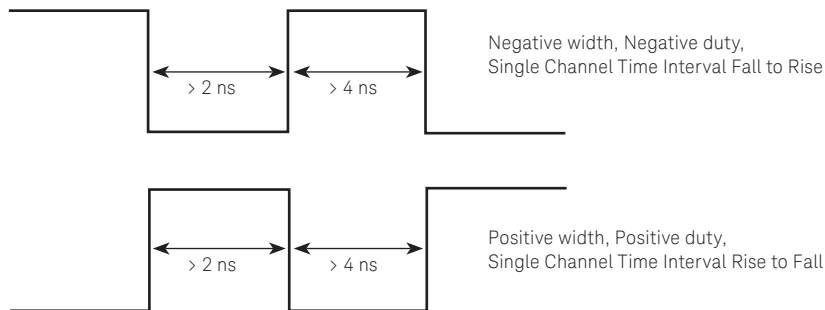 Negative width, Negative duty,
Single Channel Time Interval Fall to Rise
> 2 ns
> 4 ns
Positive width, Positive duty,
Single Channel Time Interval Rise to Fall
> 2 ns
> 4 ns